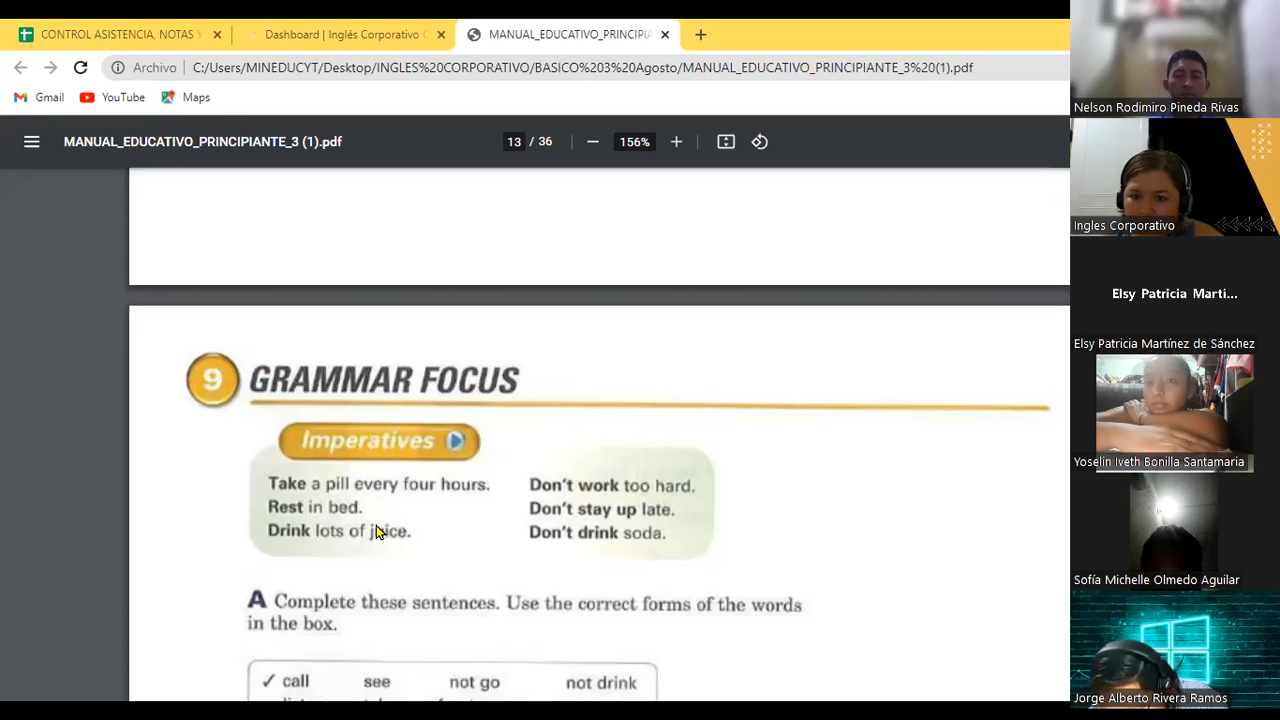 CONTROL ASISTENCIA, NOTAS Y
Dashboard | Inglés Corporativo C
MANUAL_EDUCATIVO_PRINCIPIA
Archivo
C:/Users/MINEDUCYT/Desktop/INGLES%20CORPORATIVO/BASICO%203%20Agosto/MANUAL_EDUCATIVO_PRINCIPIANTE_3%20(1).pdf
Gmail
YouTube
Maps
MANUAL_EDUCATIVO_PRINCIPIANTE_3 (1).pdf
13 / 36
156%
9 GRAMMAR FOCUS
Imperatives
Take a pill every four hours.
Rest in bed.
Drink lots of juice.
Don't work too hard.
Don't stay up late.
Don't drink soda.
A Complete these sentences. Use the correct forms of the words
in the box.
✓ call see not go not drink
Nelson Rodimiro Pineda Rivas
Ingles Corporativo
Elsy Patricia Martí...
Elsy Patricia Martínez de Sánchez
Yoselin Iveth Bonilla Santamaria
Sofía Michelle Olmedo Aguilar
Jorge Alberto Rivera Ramos